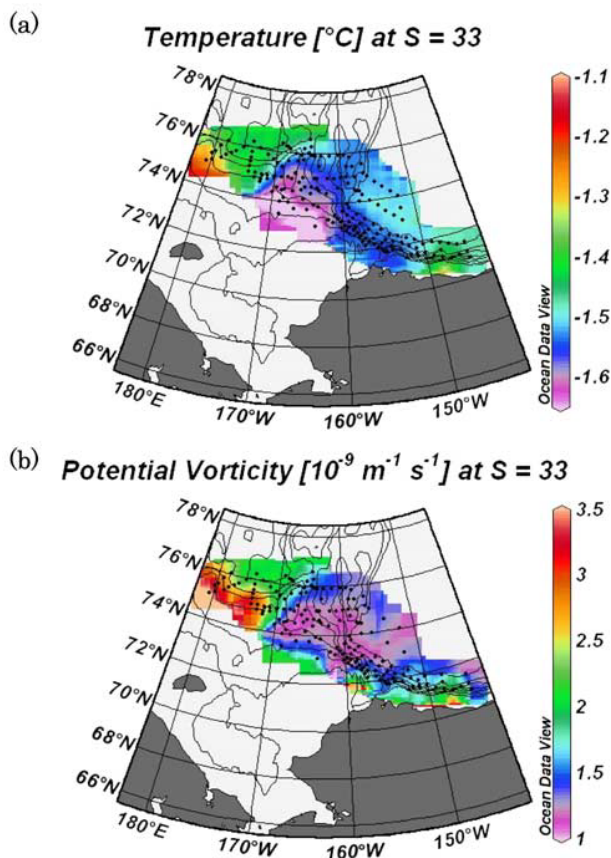 (a)
Temperature [°C] at S = 33
78°N
76°N
74°N
72°N
70°N
68°N
66°N
180°E
170°W
160°W
150°W
-1.1
-1.2
-1.3
-1.4
-1.5
-1.6
Ocean Data View
(b)
Potential Vorticity [10⁻⁹ m⁻¹ s⁻¹] at S = 33
78°N
76°N
74°N
72°N
70°N
68°N
66°N
180°E
170°W
160°W
150°W
3.5
3
2.5
2
1.5
1
Ocean Data View